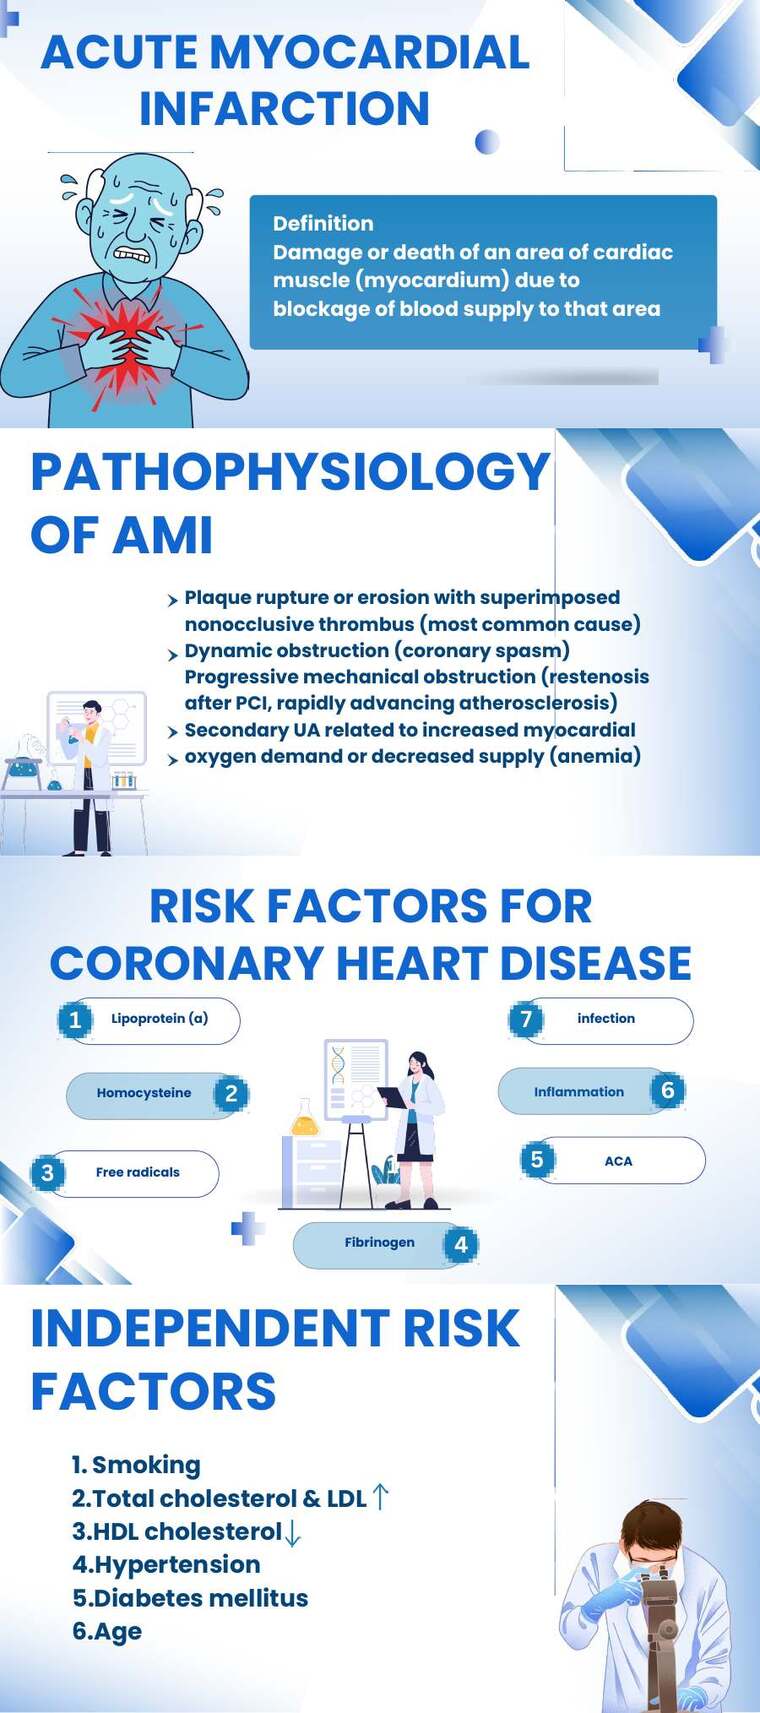 ACUTE MYOCARDIAL
INFARCTION
Definition
Damage or death of an area of cardiac
muscle (myocardium) due to
blockage of blood supply to that area
PATHOPHYSIOLOGY
OF AMI
Plaque rupture or erosion with superimposed
nonocclusive thrombus (most common cause)
Dynamic obstruction (coronary spasm)
Progressive mechanical obstruction (restenosis
after PCI, rapidly advancing atherosclerosis)
Secondary UA related to increased myocardial
oxygen demand or decreased supply (anemia)
RISK FACTORS FOR
CORONARY HEART DISEASE
1 Lipoprotein (a)
Homocysteine 2
3 Free radicals
Fibrinogen 4
5 ACA
Inflammation 6
7 infection
INDEPENDENT RISK
FACTORS
1. Smoking
2.Total cholesterol & LDL ↑
3.HDL cholesterol↓
4.Hypertension
5.Diabetes mellitus
6.Age